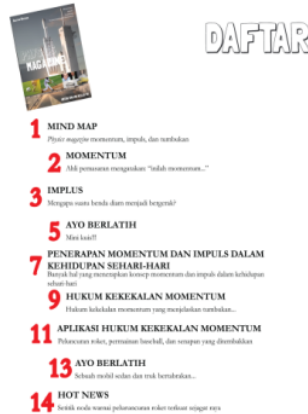 DAFTAR
MAGAZINE
1 MIND MAP
Physics magazine momentum, impuls, dan tumbukan
2 MOMENTUM
Ahli pemasaran mengatakan "inilah momentum..."
3 IMPLUS
Mengapa suatu benda diam menjadi bergerak?
5 AYO BERLATIH
Mini kuis!!!
7 PENERAPAN MOMENTUM DAN IMPULS DALAM
KEHIDUPAN SEHARI-HARI
Banyak hal yang menerapkan konsep momentum dan impuls dalam kehidupan
sehari-hari
9 HUKUM KEKEKALAN MOMENTUM
Hukum kekekalan momentum yang menjelaskan tumbukan...
11 APLIKASI HUKUM KEKEKALAN MOMENTUM
Peluncuran roket, permainan baseball, dan senapan yang ditembakkan
13 AYO BERLATIH
Sebuah mobil sedan dan truk bertabrakan...
14 HOT NEWS
Setitik noda warnai peluncuran roket terkuat sejagat raya